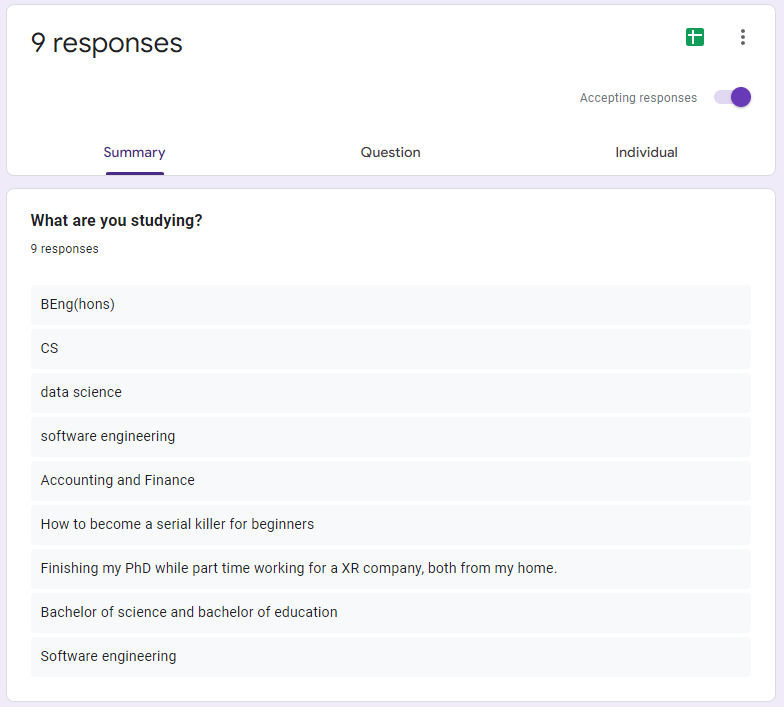 9 responses
Accepting responses
Summary
Question
Individual
What are you studying?
9 responses
BEng(hons)
CS
data science
software engineering
Accounting and Finance
How to become a serial killer for beginners
Finishing my PhD while part time working for a XR company, both from my home.
Bachelor of science and bachelor of education
Software engineering